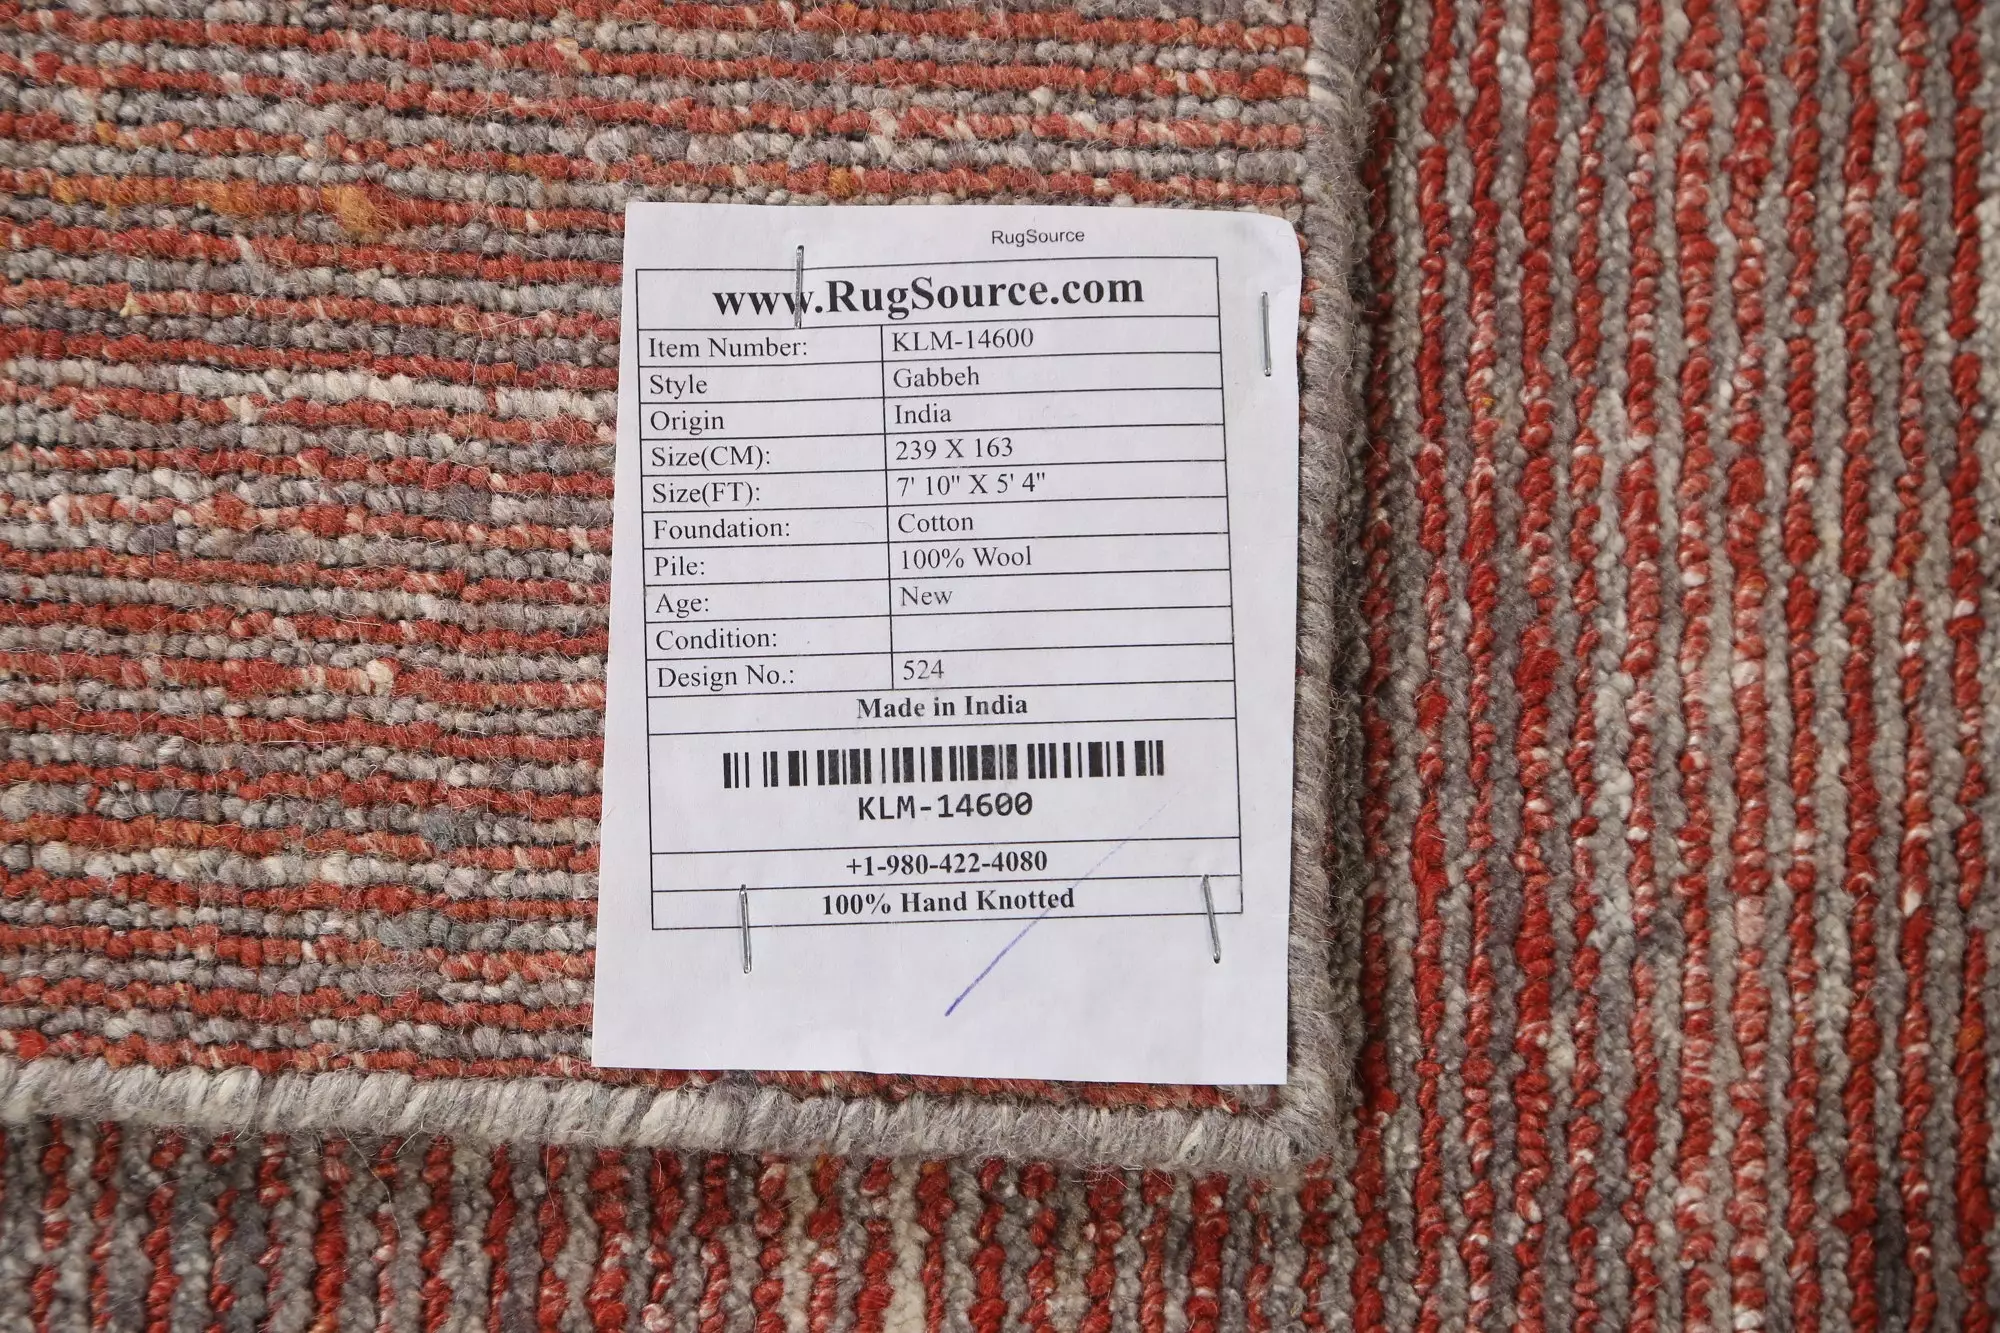 RugSource
www.RugSource.com
Item Number: KLM-14600
Style Gabbeh
Origin India
Size(CM): 239 X 163
Size(FT): 7' 10" X 5' 4"
Foundation: Cotton
Pile: 100% Wool
Age: New
Condition:
Design No.: 524
Made in India
KLM-14600
+1-980-422-4080
100% Hand Knotted